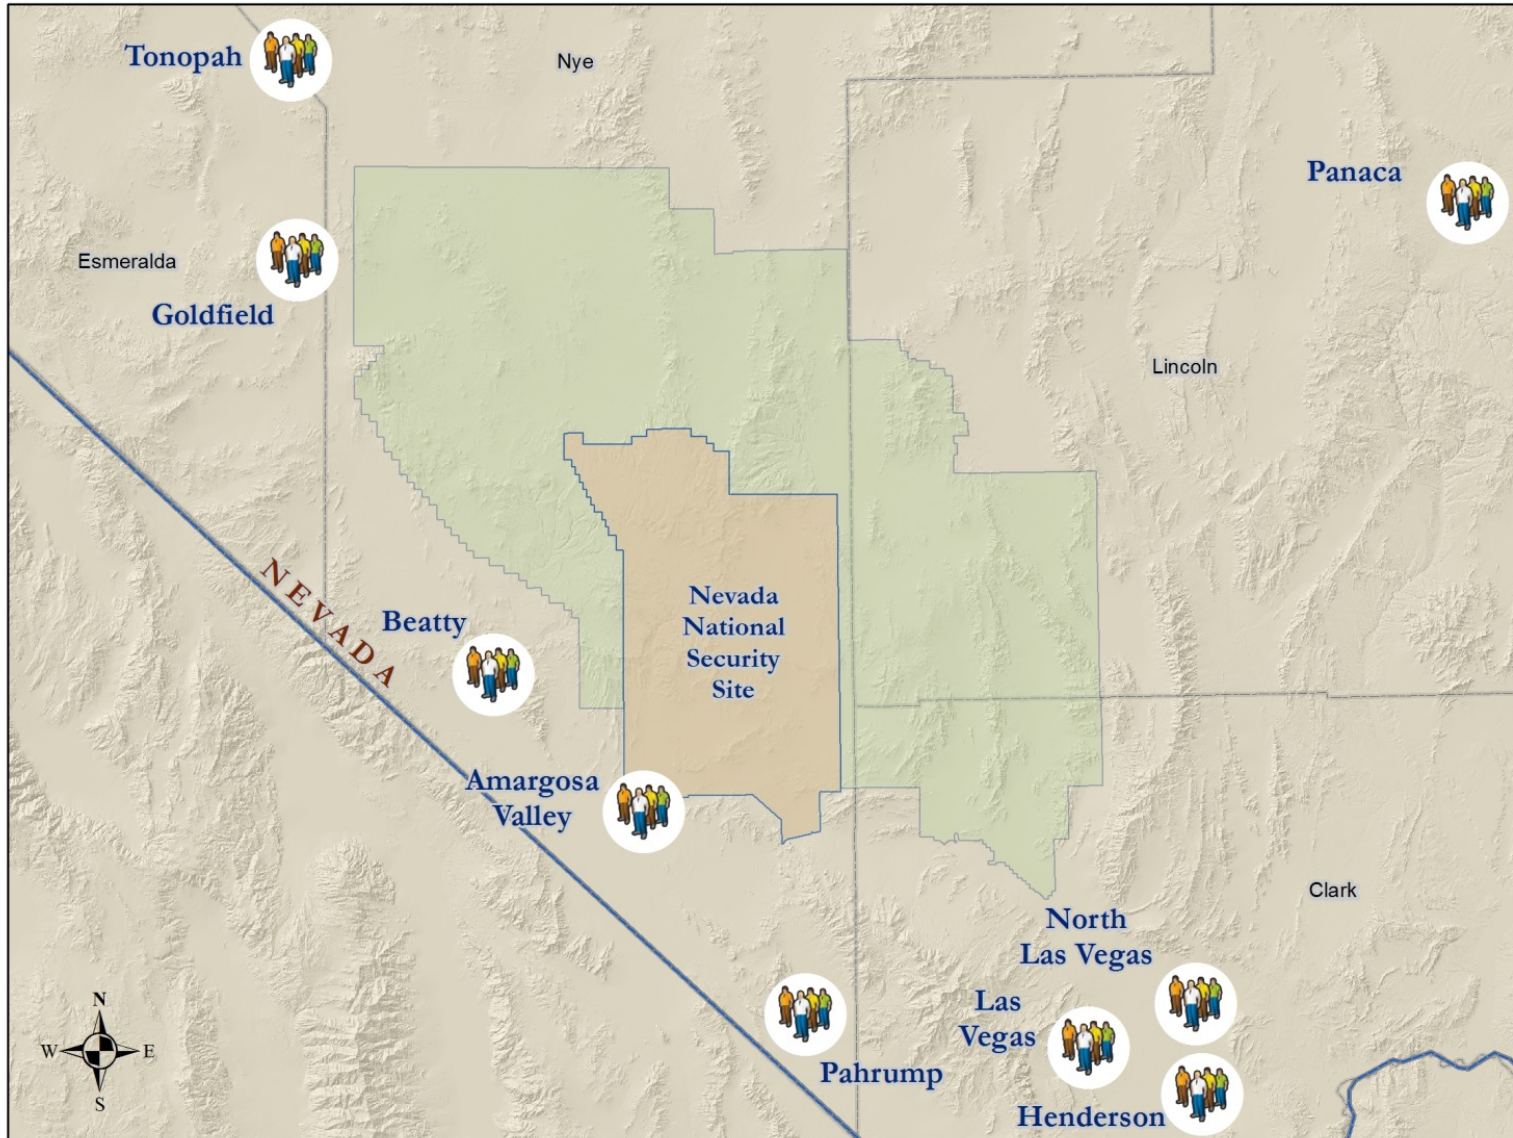 Tonopah
Nye
Panaca
Esmeralda
Goldfield
Lincoln
NEVADA
Beatty
Nevada
National
Security
Site
Amargosa
Valley
Clark
North
Las Vegas
Las
Vegas
Pahrump
Henderson
N
W E
S